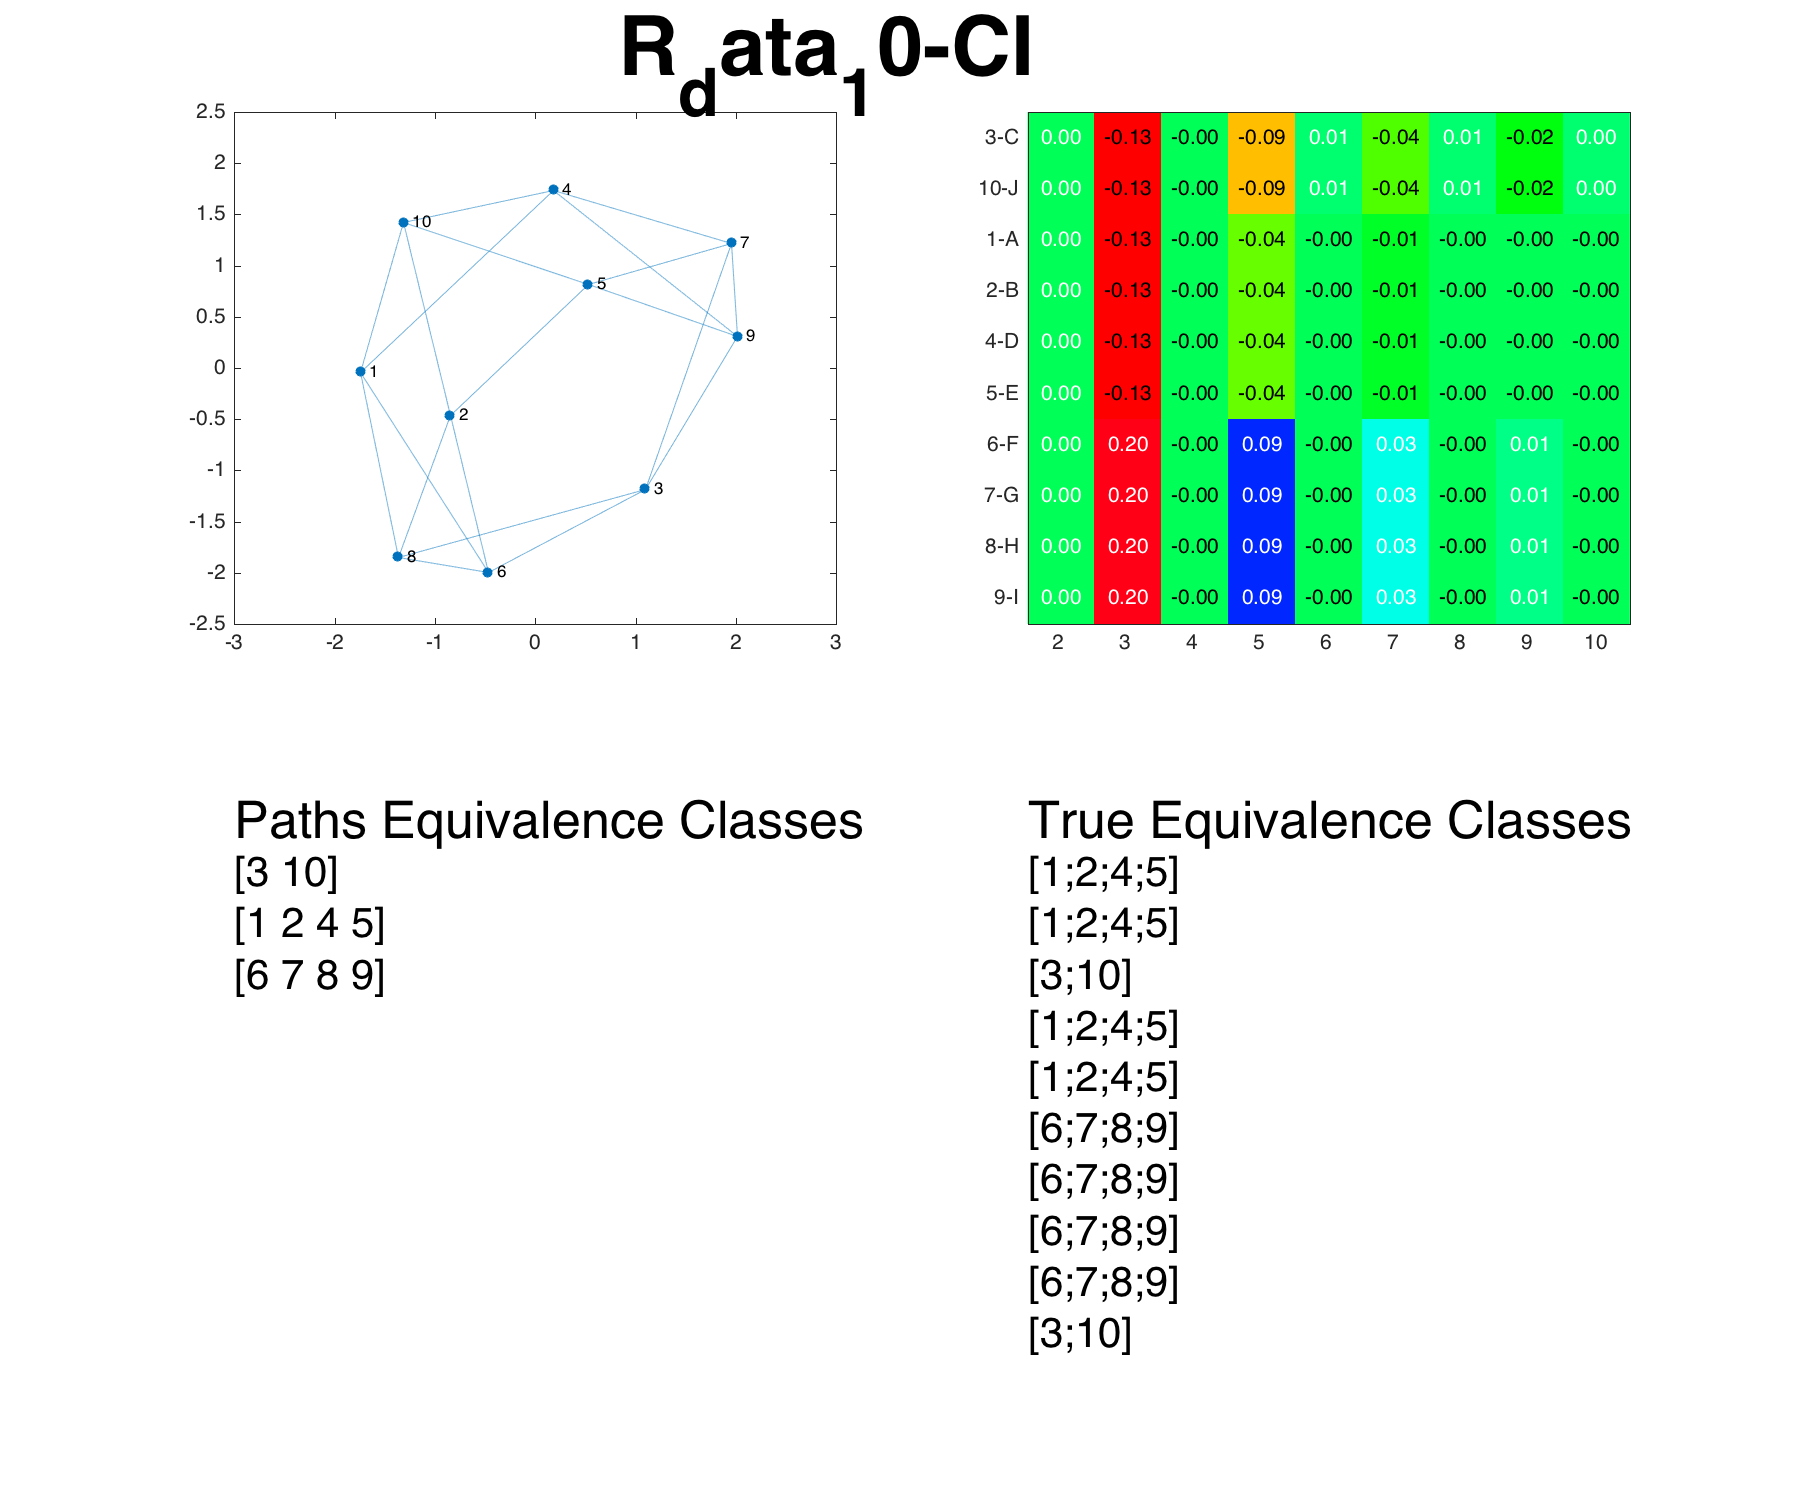 R_data_10-CI
2.5
2
1.5
1
0.5
0
-0.5
-1
-1.5
-2
-2.5
-3 -2 -1 0 1 2 3
4
10
7
5
9
1
2
3
8
6
3-C 0.00 -0.13 -0.00 -0.09 0.01 -0.04 0.01 -0.02 0.00
10-J 0.00 -0.13 -0.00 -0.09 0.01 -0.04 0.01 -0.02 0.00
1-A 0.00 -0.13 -0.00 -0.04 -0.00 -0.01 -0.00 -0.00 -0.00
2-B 0.00 -0.13 -0.00 -0.04 -0.00 -0.01 -0.00 -0.00 -0.00
4-D 0.00 -0.13 -0.00 -0.04 -0.00 -0.01 -0.00 -0.00 -0.00
5-E 0.00 -0.13 -0.00 -0.04 -0.00 -0.01 -0.00 -0.00 -0.00
6-F 0.00 0.20 -0.00 0.09 -0.00 0.03 -0.00 0.01 -0.00
7-G 0.00 0.20 -0.00 0.09 -0.00 0.03 -0.00 0.01 -0.00
8-H 0.00 0.20 -0.00 0.09 -0.00 0.03 -0.00 0.01 -0.00
9-I 0.00 0.20 -0.00 0.09 -0.00 0.03 -0.00 0.01 -0.00
2 3 4 5 6 7 8 9 10
Paths Equivalence Classes
[3 10]
[1 2 4 5]
[6 7 8 9]
True Equivalence Classes
[1;2;4;5]
[1;2;4;5]
[3;10]
[1;2;4;5]
[1;2;4;5]
[6;7;8;9]
[6;7;8;9]
[6;7;8;9]
[6;7;8;9]
[3;10]